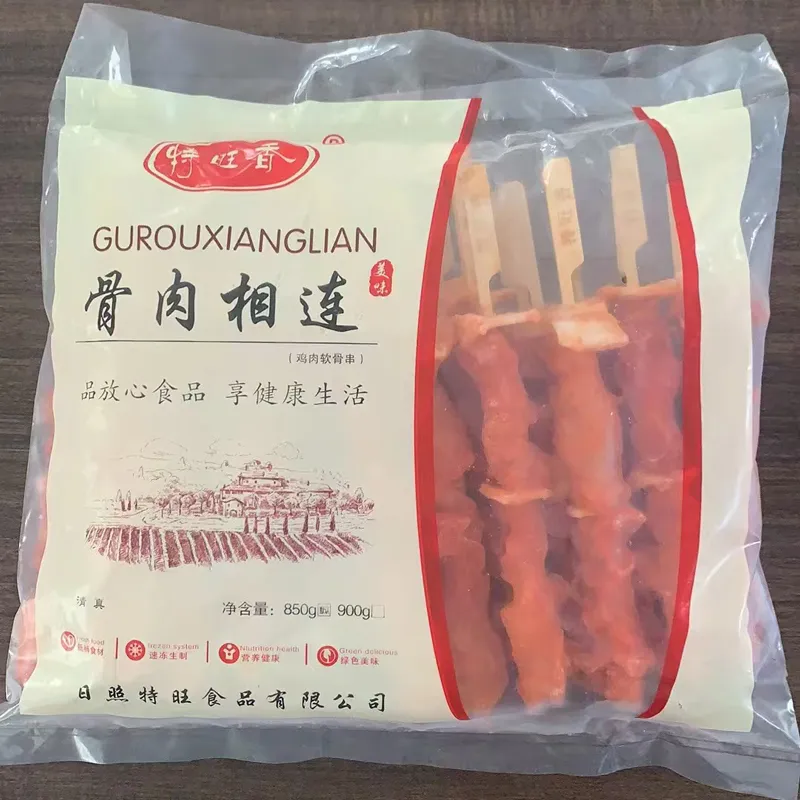 特旺香®
GUROUXIANGLIAN
骨肉相连
美味
（鸡肉软骨串）
品放心食品 享健康生活
清真
净含量：850g 900g
Nutrition health
Green delicious
速冻生制
营养健康
绿色美味
日照特旺食品有限公司